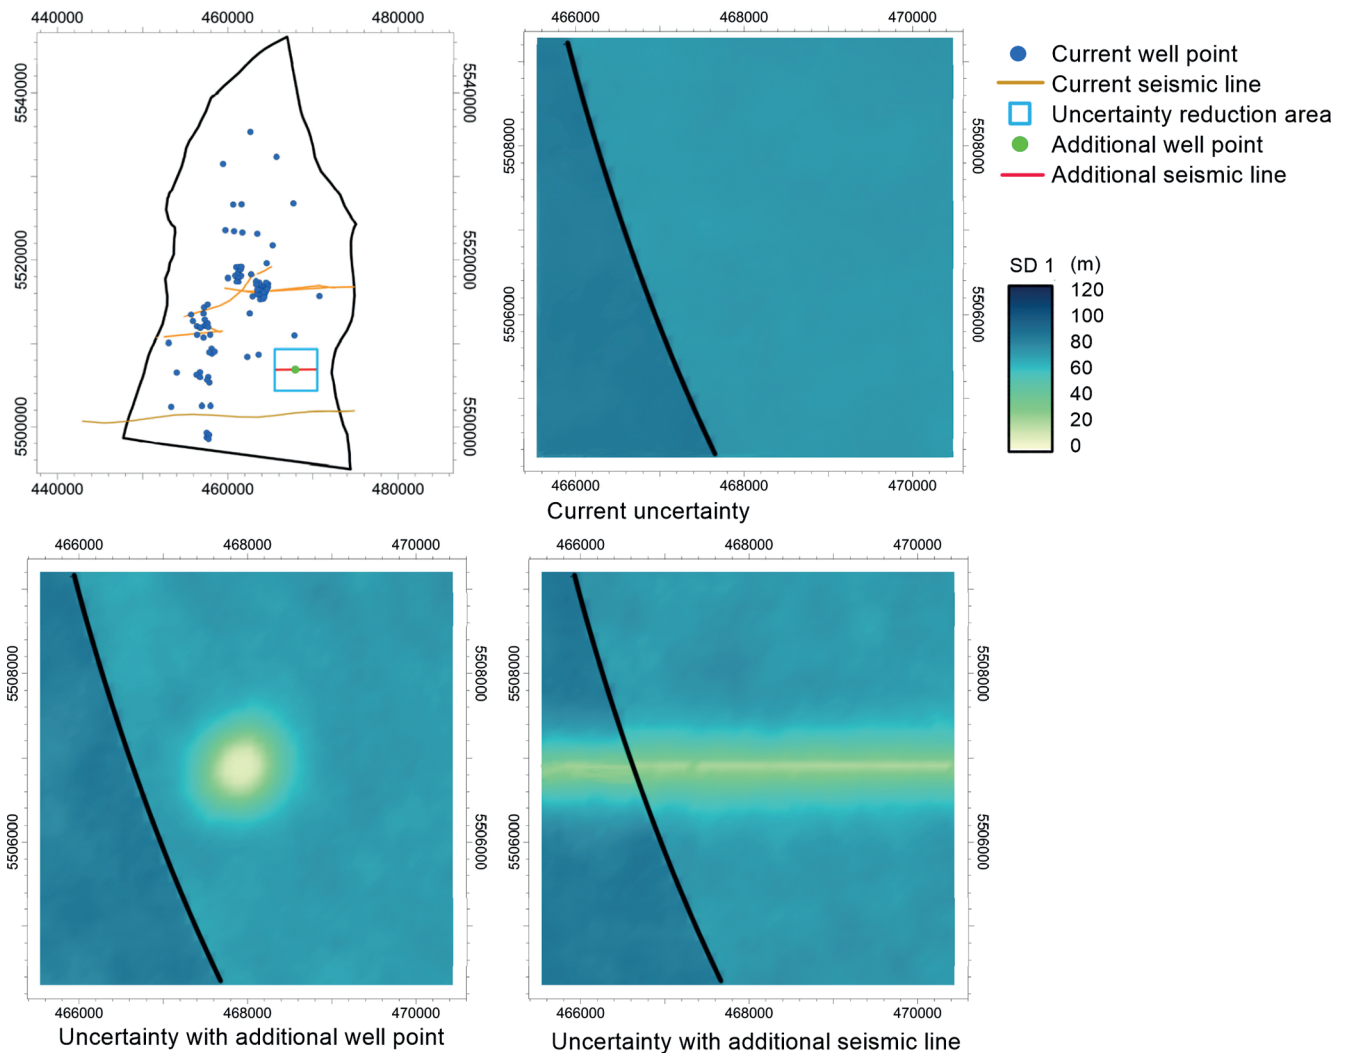 440000 460000 480000
5540000 5540000
5520000 5520000
5500000 5500000
440000 460000 480000
466000 468000 470000
5508000 5508000
5506000 5506000
466000 468000 470000
Current uncertainty
Current well point
Current seismic line
Uncertainty reduction area
Additional well point
Additional seismic line
SD 1 (m)
120
100
80
60
40
20
0
466000 468000 470000
5508000 5508000
5506000 5506000
466000 468000 470000
Uncertainty with additional well point
466000 468000 470000
5508000 5508000
5506000 5506000
466000 468000 470000
Uncertainty with additional seismic line